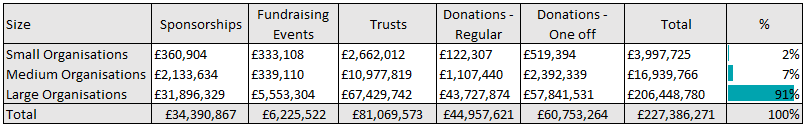 Size Sponsorships Fundraising Events Trusts Donations - Regular Donations - One off Total %
Small Organisations £360,904 £333,108 £2,662,012 £122,307 £519,394 £3,997,725 2%
Medium Organisations £2,133,634 £339,110 £10,977,819 £1,107,440 £2,392,339 £16,939,766 7%
Large Organisations £31,896,329 £5,553,304 £67,429,742 £43,727,874 £57,841,531 £206,448,780 91%
Total £34,390,867 £6,225,522 £81,069,573 £44,957,621 £60,753,264 £227,386,271 100%